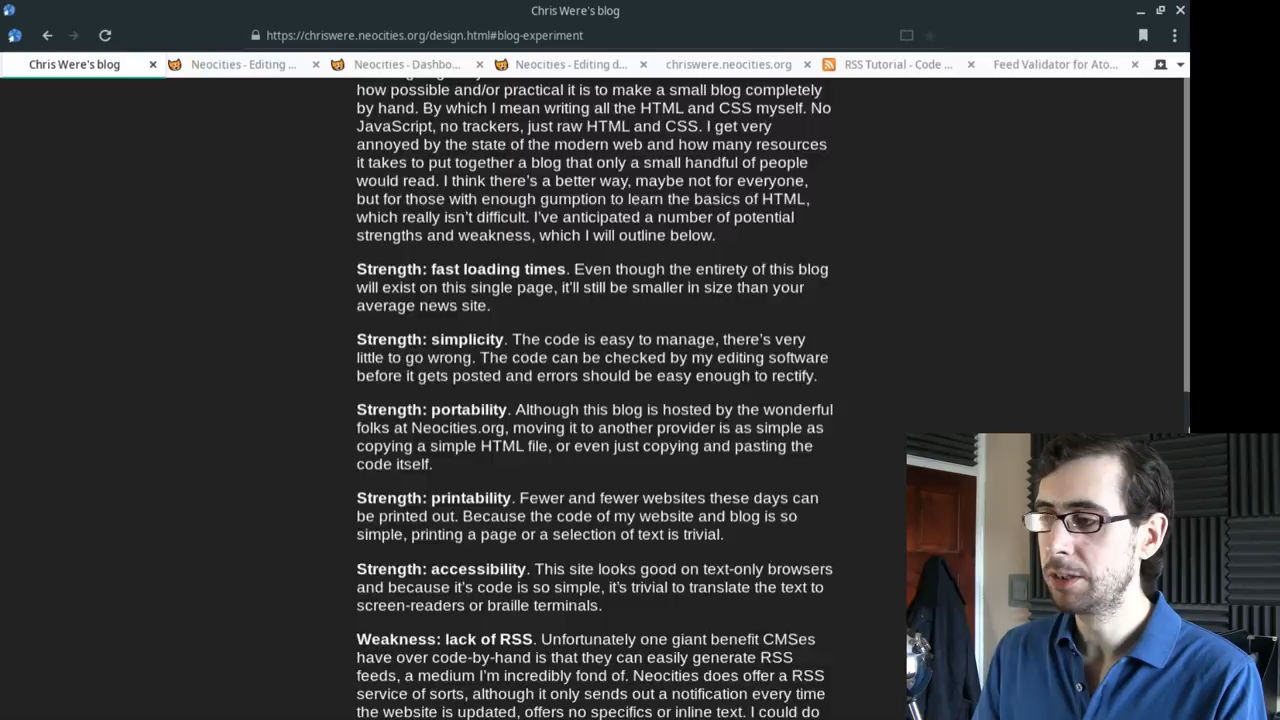 Chris Were's blog
https://chriswere.neocities.org/design.html#blog-experiment
Chris Were's blog
Neocities - Editing ...
Neocities - Dashbo...
Neocities - Editing d...
chriswere.neocities.org
RSS Tutorial - Code ...
Feed Validator for Ato...
how possible and/or practical it is to make a small blog completely
by hand. By which I mean writing all the HTML and CSS myself. No
JavaScript, no trackers, just raw HTML and CSS. I get very
annoyed by the state of the modern web and how many resources
it takes to put together a blog that only a small handful of people
would read. I think there's a better way, maybe not for everyone,
but for those with enough gumption to learn the basics of HTML,
which really isn't difficult. I've anticipated a number of potential
strengths and weakness, which I will outline below.
Strength: fast loading times. Even though the entirety of this blog
will exist on this single page, it'll still be smaller in size than your
average news site.
Strength: simplicity. The code is easy to manage, there's very
little to go wrong. The code can be checked by my editing software
before it gets posted and errors should be easy enough to rectify.
Strength: portability. Although this blog is hosted by the wonderful
folks at Neocities.org, moving it to another provider is as simple as
copying a simple HTML file, or even just copying and pasting the
code itself.
Strength: printability. Fewer and fewer websites these days can
be printed out. Because the code of my website and blog is so
simple, printing a page or a selection of text is trivial.
Strength: accessibility. This site looks good on text-only browsers
and because it's code is so simple, it's trivial to translate the text to
screen-readers or braille terminals.
Weakness: lack of RSS. Unfortunately one giant benefit CMSes
have over code-by-hand is that they can easily generate RSS
feeds, a medium I'm incredibly fond of. Neocities does offer a RSS
service of sorts, although it only sends out a notification every time
the website is updated, offers no specifics or inline text. I could do